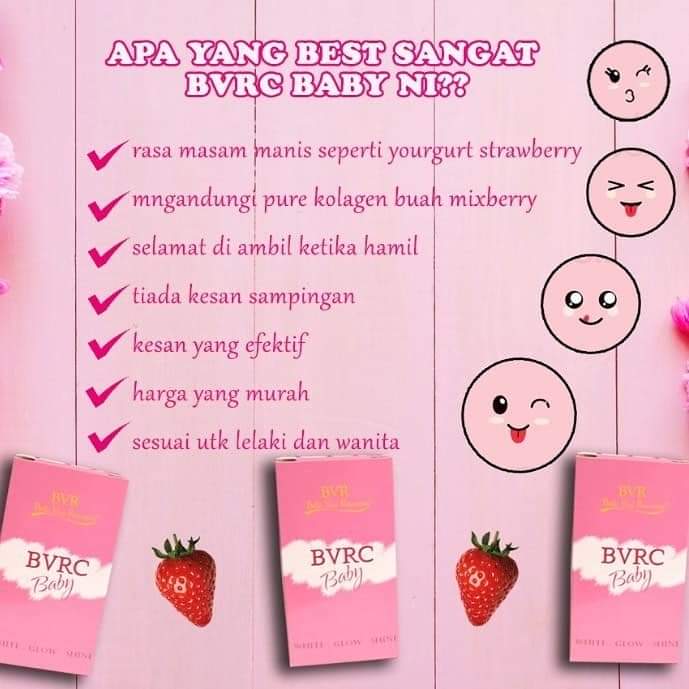 APA YANG BEST SANGAT
BVRC BABY NI??
rasa masam manis seperti yourgurt strawberry
mngandungi pure kolagen buah mixberry
selamat di ambil ketika hamil
tiada kesan sampingan
kesan yang efektif
harga yang murah
sesuai utk lelaki dan wanita
BVR
BVRC
Baby
GLOW
BVR
BVRC
Baby
WHITE GLOW SHINE
BVR
BVRC
Baby
WHITE GLOW SHINE